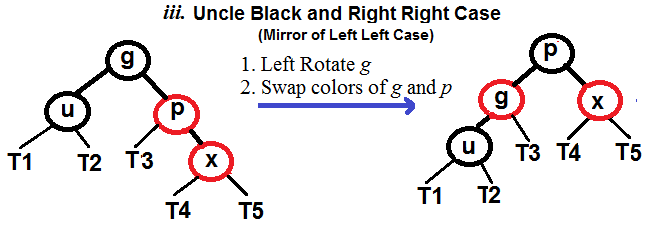 iii. Uncle Black and Right Right Case
(Mirror of Left Left Case)
1. Left Rotate g
2. Swap colors of g and p
g
u
p
T1
T2
T3
x
T4
T5
p
g
x
u
T3
T4
T5
T1
T2